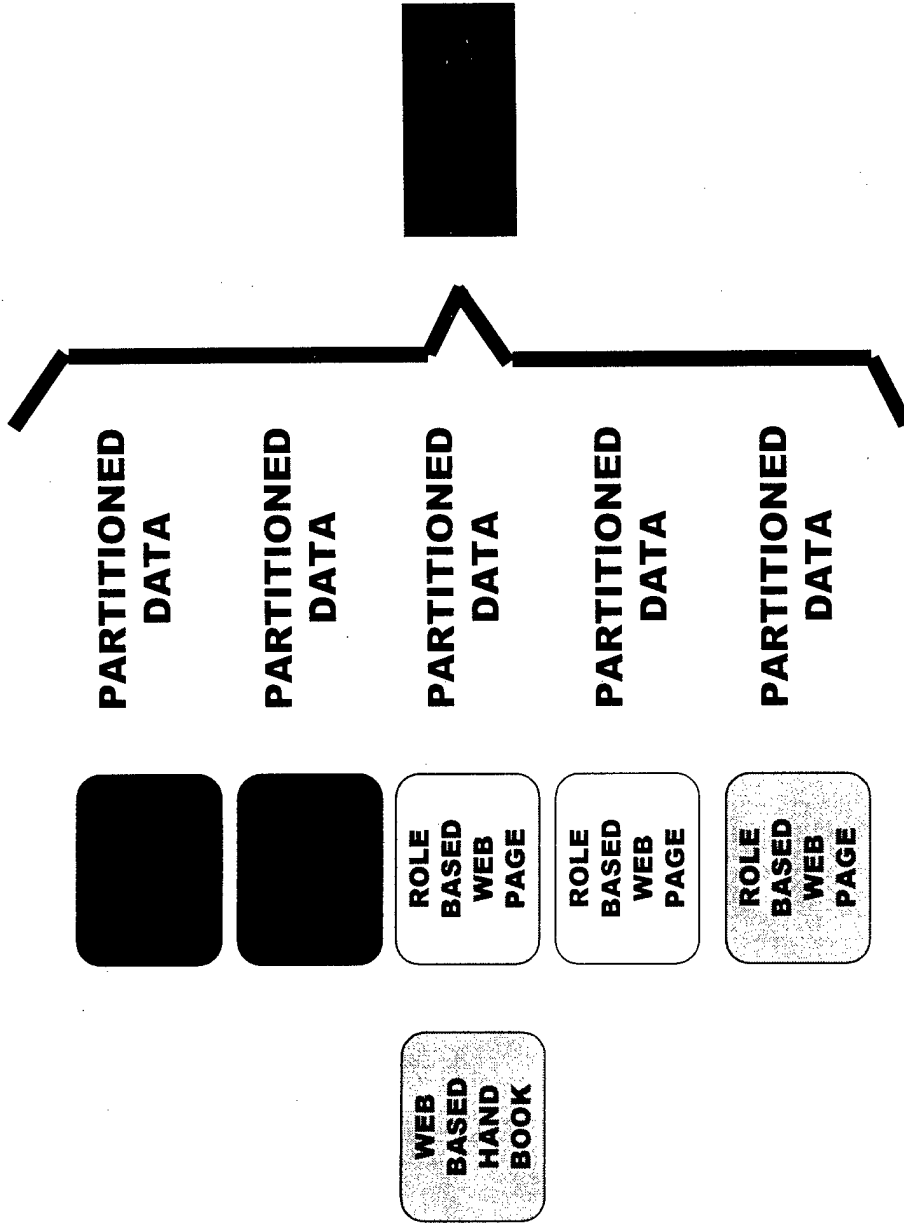 PARTITIONED
DATA
PARTITIONED
DATA
WEB
BASED
HAND
BOOK
ROLE
BASED
WEB
PAGE
PARTITIONED
DATA
ROLE
BASED
WEB
PAGE
PARTITIONED
DATA
ROLE
BASED
WEB
PAGE
PARTITIONED
DATA